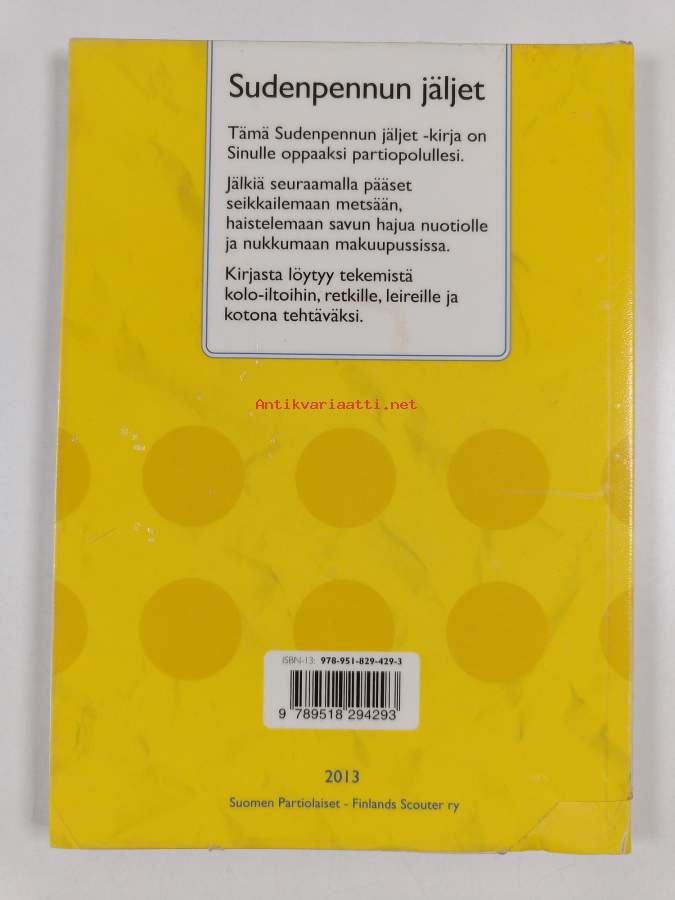 Sudenpennun jäljet
Tämä Sudenpennun jäljet -kirja on
Sinulle oppaaksi partiopolullesi.
Jälkiä seuraamalla pääset
seikkailemaan metsään,
haistelemaan savun hajua nuotiolle
ja nukkumaan makuupussissa.
Kirjasta löytyy tekemistä
kolo-iltoihin, retkille, leireille ja
kotona tehtäväksi.
Antikvariaatti.net
ISBN-13: 978-951-829-429-3
9 789518 294293
2013
Suomen Partiolaiset - Finlands Scouter ry